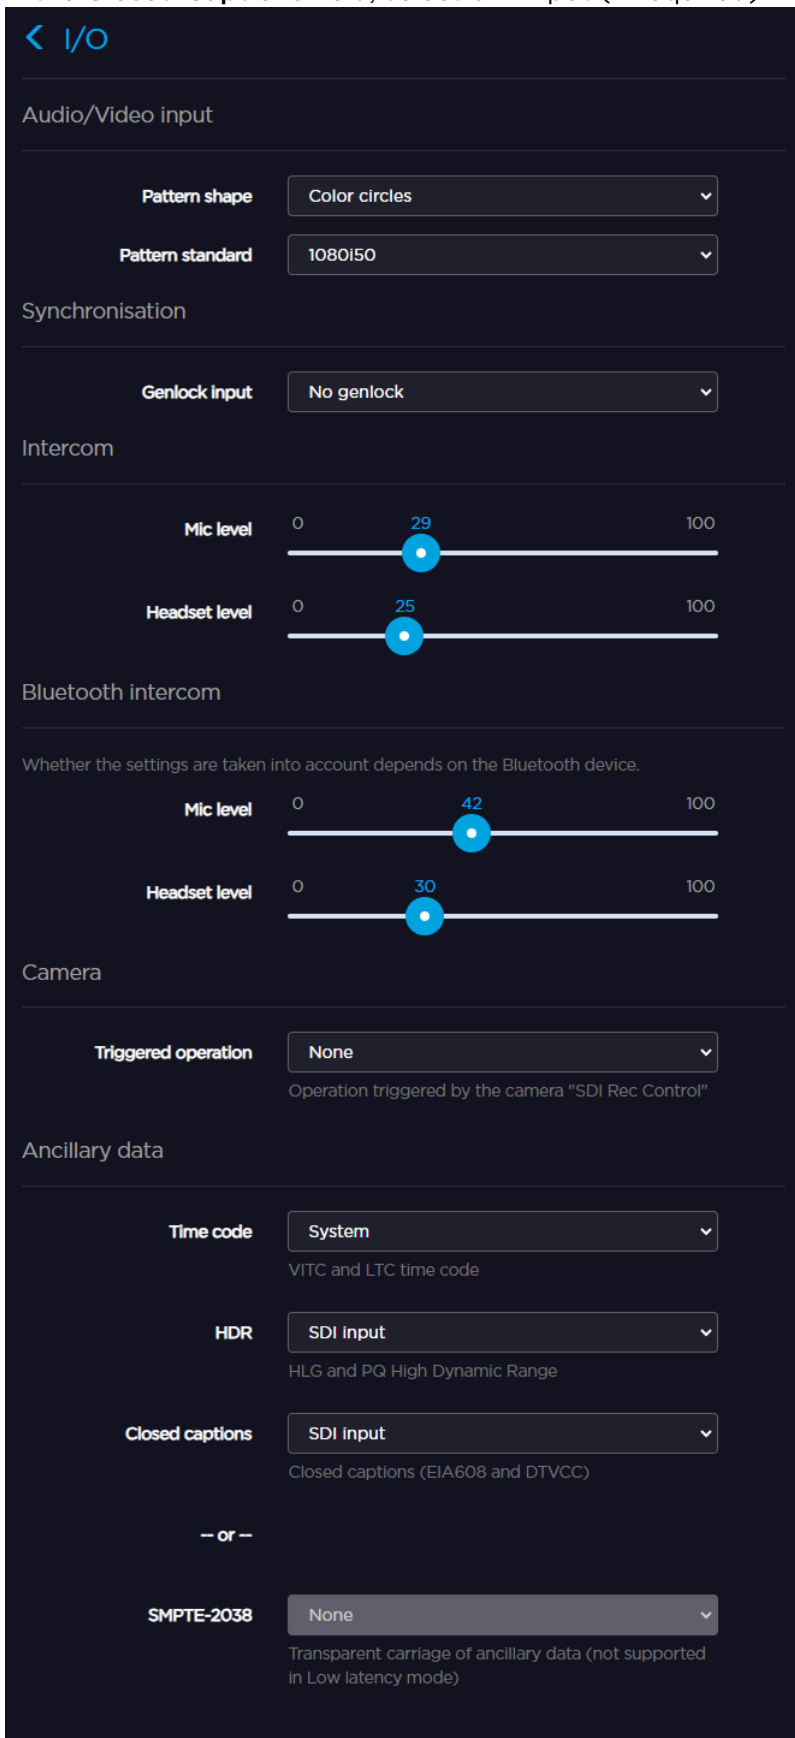 I/O
Audio/Video input
Pattern shape Color circles
Pattern standard 1080i50
Synchronisation
Genlock input No genlock
Intercom
Mic level 0 29 100
Headset level 0 25 100
Bluetooth intercom
Whether the settings are taken into account depends on the Bluetooth device.
Mic level 0 42 100
Headset level 0 30 100
Camera
Triggered operation None
Operation triggered by the camera "SDI Rec Control"
Ancillary data
Time code System
VITC and LTC time code
HDR SDI input
HLG and PQ High Dynamic Range
Closed captions SDI input
Closed captions (EIA608 and DTVCC)
-- or --
SMPTE-2038 None
Transparent carriage of ancillary data (not supported
in Low latency mode)